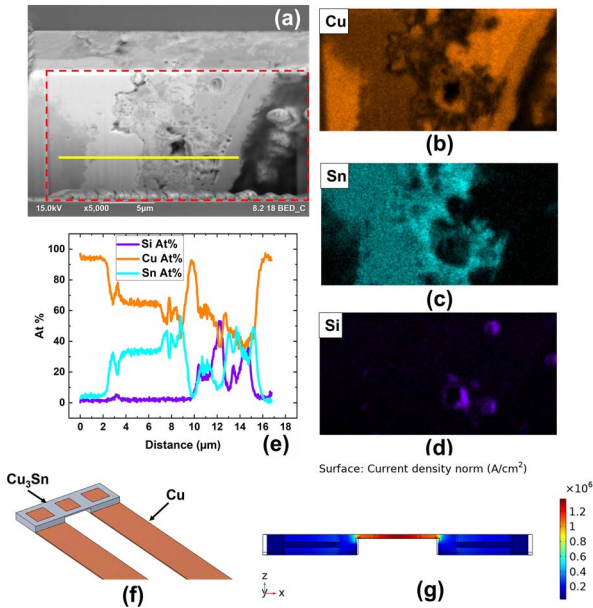 (a)
15.0kV x5,000 5µm 8.2 18 BED_C
Cu
(b)
Sn
(c)
Si
(d)
Si At%
Cu At%
Sn At%
100
80
60
40
20
0
At %
0 2 4 6 8 10 12 14 16 18
Distance (µm)
(e)
Cu₃Sn
Cu
(f)
Surface: Current density norm (A/cm²)
×10⁶
1.2
1
0.8
0.6
0.4
0.2
z
y x
(g)